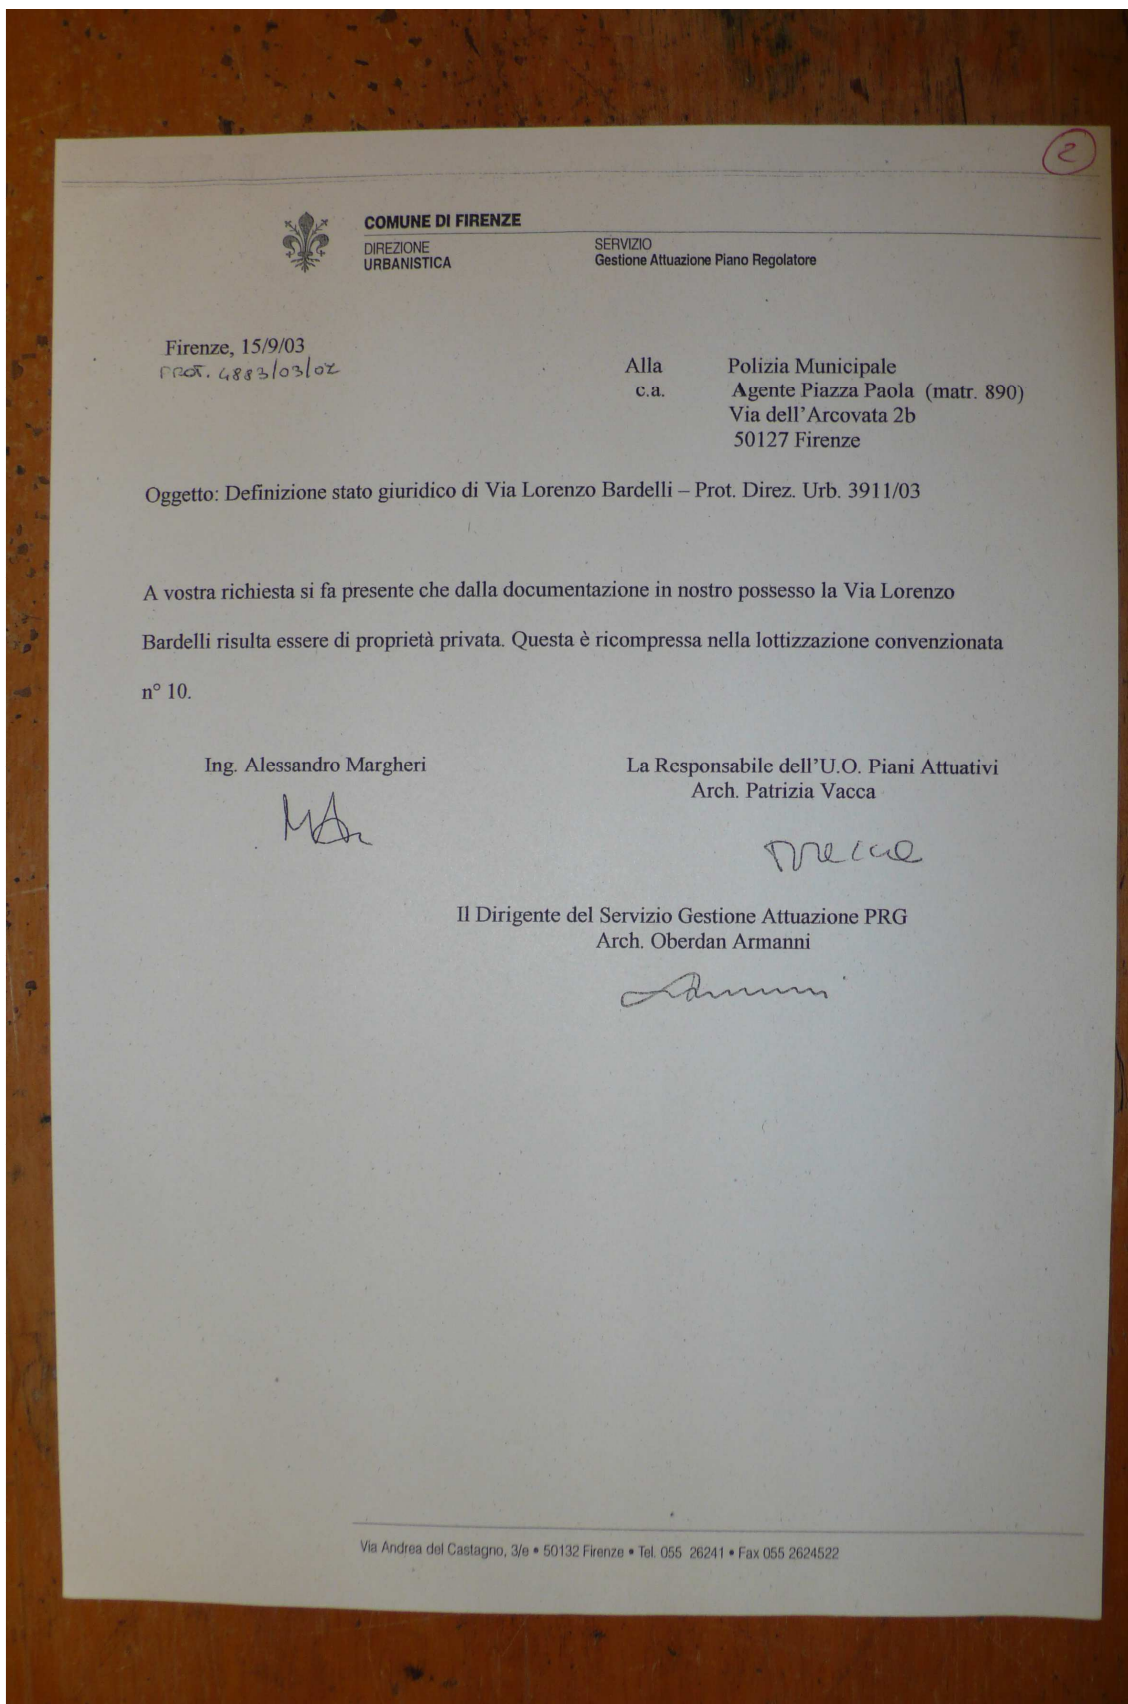 2
COMUNE DI FIRENZE
DIREZIONE
URBANISTICA
SERVIZIO
Gestione Attuazione Piano Regolatore
Firenze, 15/9/03
PROT. 4883/03/02
Alla Polizia Municipale
c.a. Agente Piazza Paola (matr. 890)
Via dell'Arcovata 2b
50127 Firenze
Oggetto: Definizione stato giuridico di Via Lorenzo Bardelli – Prot. Direz. Urb. 3911/03
A vostra richiesta si fa presente che dalla documentazione in nostro possesso la Via Lorenzo
Bardelli risulta essere di proprietà privata. Questa è ricompressa nella lottizzazione convenzionata
n° 10.
Ing. Alessandro Margheri
La Responsabile dell'U.O. Piani Attuativi
Arch. Patrizia Vacca
Il Dirigente del Servizio Gestione Attuazione PRG
Arch. Oberdan Armanni
Via Andrea del Castagno, 3/e • 50132 Firenze • Tel. 055 26241 • Fax 055 2624522